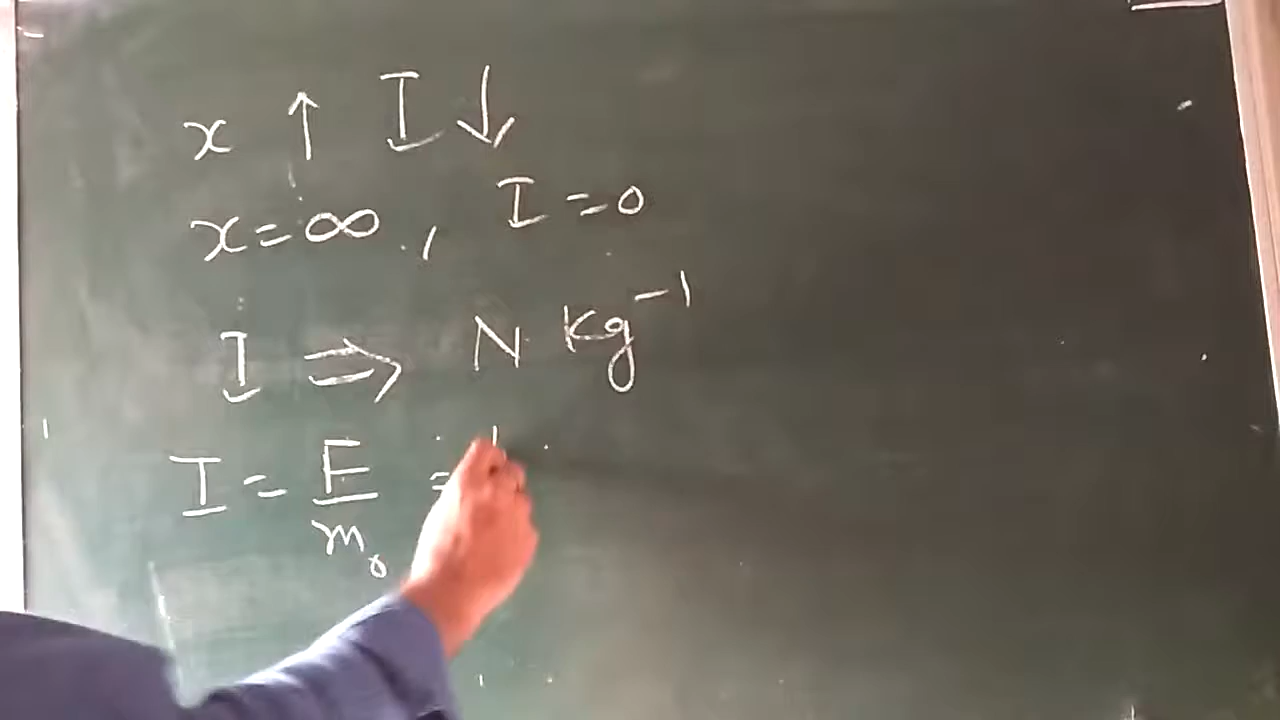 x ↑ I ↓
x = ∞ , I = 0
I ⇒ N Kg⁻¹
I = F/m₀ =